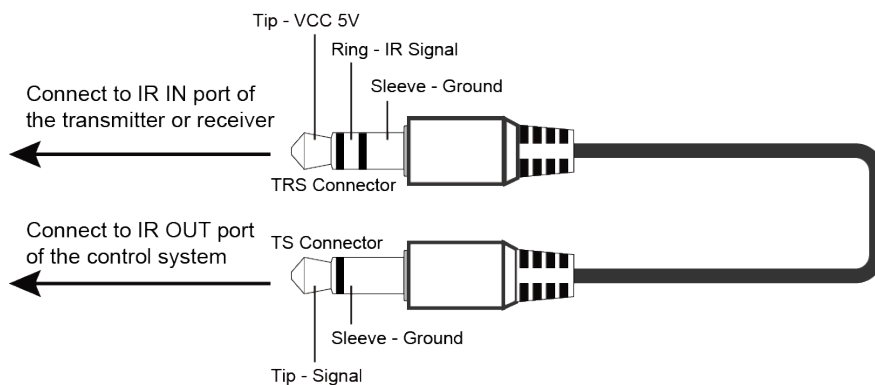 Tip - VCC 5V
Ring - IR Signal
Sleeve - Ground
Connect to IR IN port of
the transmitter or receiver
TRS Connector
Connect to IR OUT port
of the control system
TS Connector
Sleeve - Ground
Tip - Signal